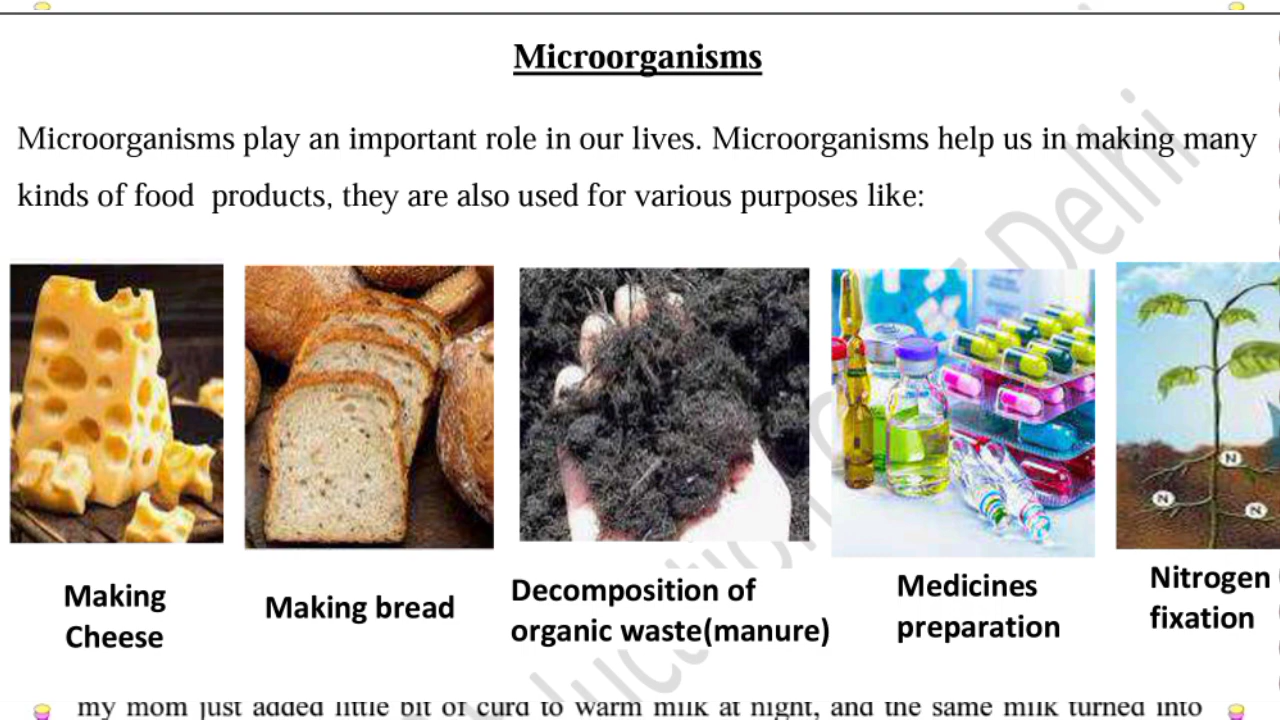 Microorganisms
Microorganisms play an important role in our lives. Microorganisms help us in making many
kinds of food products, they are also used for various purposes like:
N
N
N
Making
Cheese
Making bread
Decomposition of
organic waste(manure)
Medicines
preparation
Nitrogen
fixation
Delhi
my mom just added little bit of curd to warm milk at night, and the same milk turned into